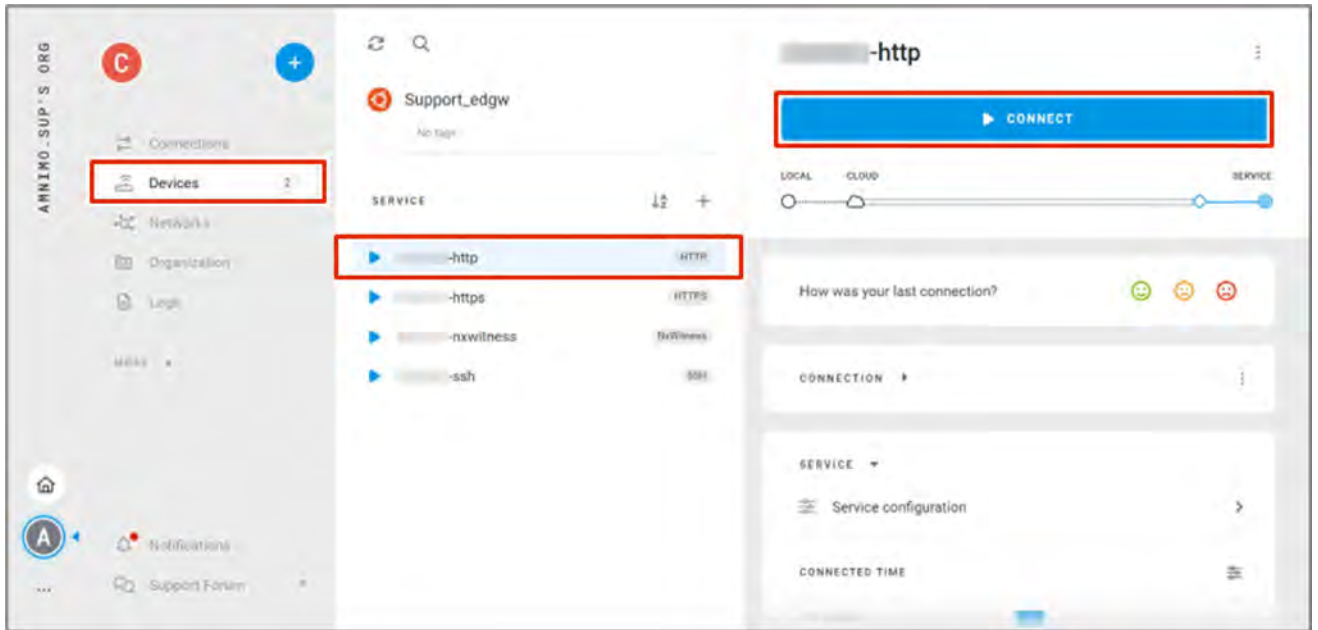 AMNIMO.SUP'S ORG
C
+
Connections
Devices 2
Networks
Organization
Logs
MORE
A
Notifications
Support Forum
...
Support_edgw
No tags
SERVICE
-http HTTP
-https HTTPS
-nxwitness NxWitness
-ssh SSH
-http
CONNECT
LOCAL CLOUD SERVICE
How was your last connection?
CONNECTION
SERVICE
Service configuration
CONNECTED TIME